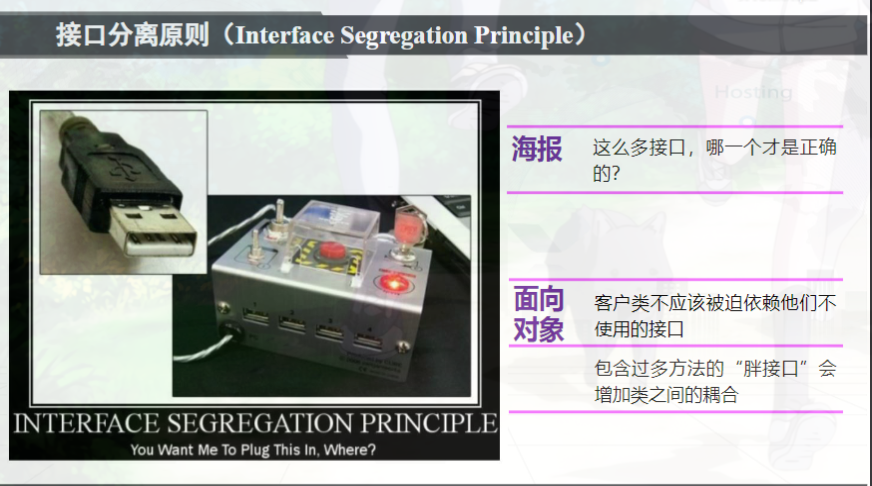 接口分离原则（Interface Segregation Principle）
Hosting
海报
这么多接口，哪一个才是正确
的？
面向
对象
客户类不应该被迫依赖他们不
使用的接口
包含过多方法的“胖接口”会
增加类之间的耦合
INTERFACE SEGREGATION PRINCIPLE
You Want Me To Plug This In, Where?